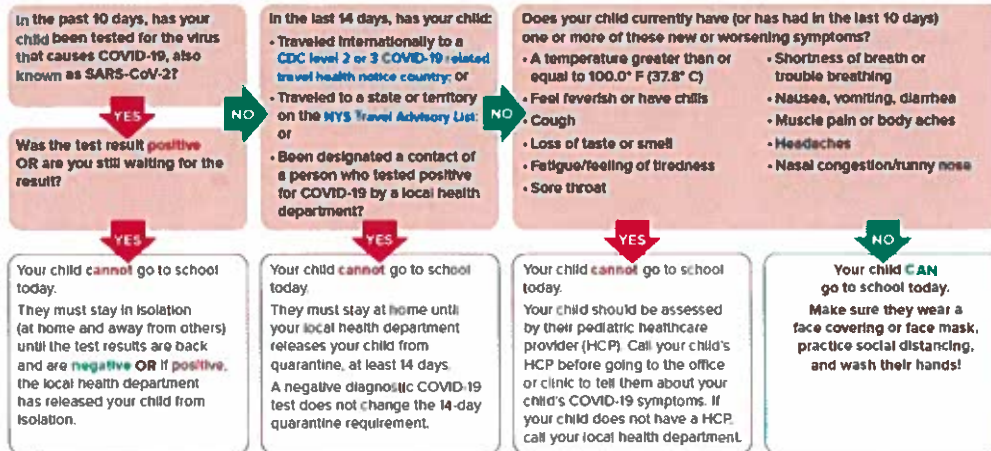 In the past 10 days, has your
child been tested for the virus
that causes COVID-19, also
known as SARS-CoV-2?
YES
Was the test result positive
OR are you still waiting for the
result?
YES
Your child cannot go to school
today.
They must stay in isolation
(at home and away from others)
until the test results are back
and are negative OR if positive,
the local health department
has released your child from
isolation.
NO
In the last 14 days, has your child:
• Traveled internationally to a
CDC level 2 or 3 COVID-19 related
travel health notice country; or
• Traveled to a state or territory
on the NYS Travel Advisory List;
or
• Been designated a contact of
a person who tested positive
for COVID-19 by a local health
department?
YES
Your child cannot go to school
today.
They must stay at home until
your local health department
releases your child from
quarantine, at least 14 days.
A negative diagnostic COVID-19
test does not change the 14-day
quarantine requirement.
NO
Does your child currently have (or has had in the last 10 days)
one or more of these new or worsening symptoms?
• A temperature greater than or
equal to 100.0° F (37.8° C)
• Feel feverish or have chills
• Cough
• Loss of taste or smell
• Fatigue/feeling of tiredness
• Sore throat
• Shortness of breath or
trouble breathing
• Nausea, vomiting, diarrhea
• Muscle pain or body aches
• Headaches
• Nasal congestion/runny nose
YES
Your child cannot go to school
today.
Your child should be assessed
by their pediatric healthcare
provider (HCP). Call your child's
HCP before going to the office
or clinic to tell them about your
child's COVID-19 symptoms. If
your child does not have a HCP,
call your local health department.
NO
Your child CAN
go to school today.
Make sure they wear a
face covering or face mask,
practice social distancing,
and wash their hands!